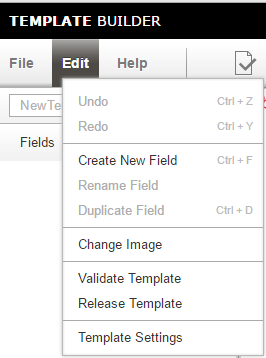 TEMPLATE BUILDER
File Edit Help
NewTe
Fields
Undo Ctrl + Z
Redo Ctrl + Y
Create New Field Ctrl + F
Rename Field
Duplicate Field Ctrl + D
Change Image
Validate Template
Release Template
Template Settings